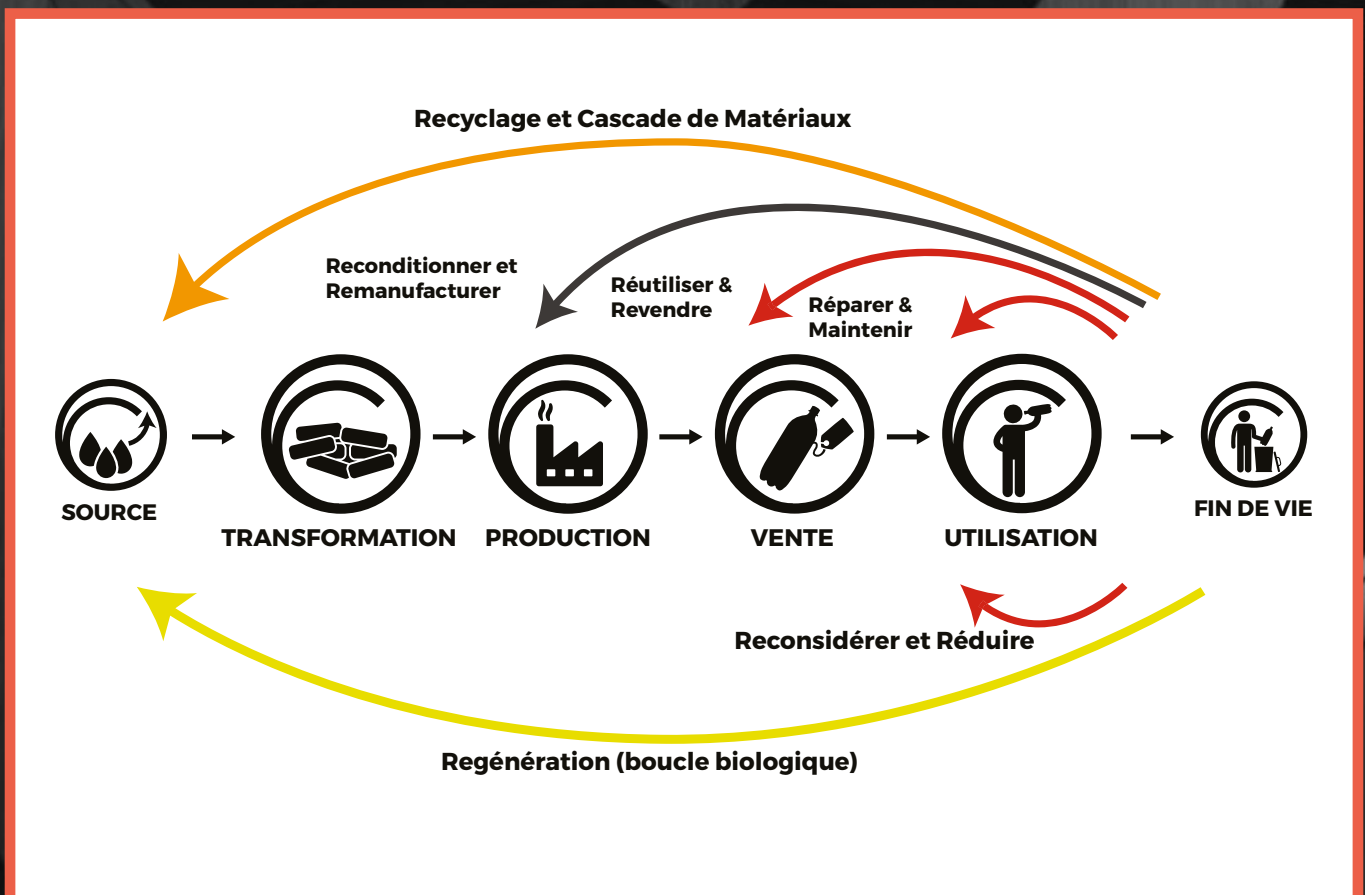 Recyclage et Cascade de Matériaux
Reconditionner et
Remanufacturer
Réutiliser &
Revendre
Réparer &
Maintenir
SOURCE
TRANSFORMATION
PRODUCTION
VENTE
UTILISATION
FIN DE VIE
Reconsidérer et Réduire
Regénération (boucle biologique)